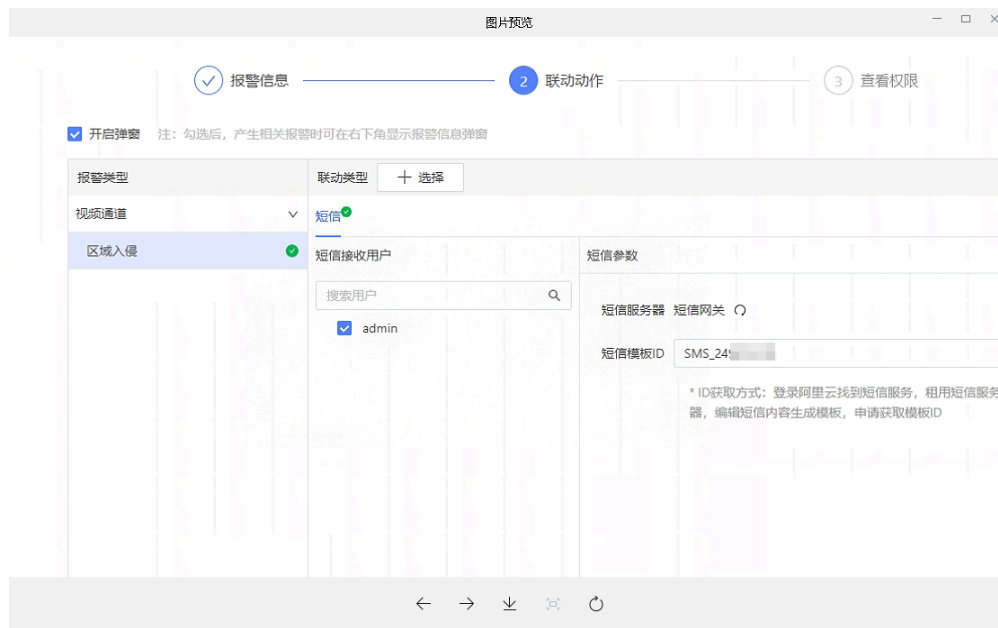 图片预览
报警信息
2 联动动作
3 查看权限
开启弹窗 注：勾选后，产生相关报警时可在右下角显示报警信息弹窗
报警类型
联动类型
选择
视频通道
短信
区域入侵
短信接收用户
短信参数
搜索用户
短信服务器 短信网关
admin
短信模板ID SMS_24
* ID获取方式：登录阿里云找到短信服务，租用短信服务
器，编辑短信内容生成模板，申请获取模板ID